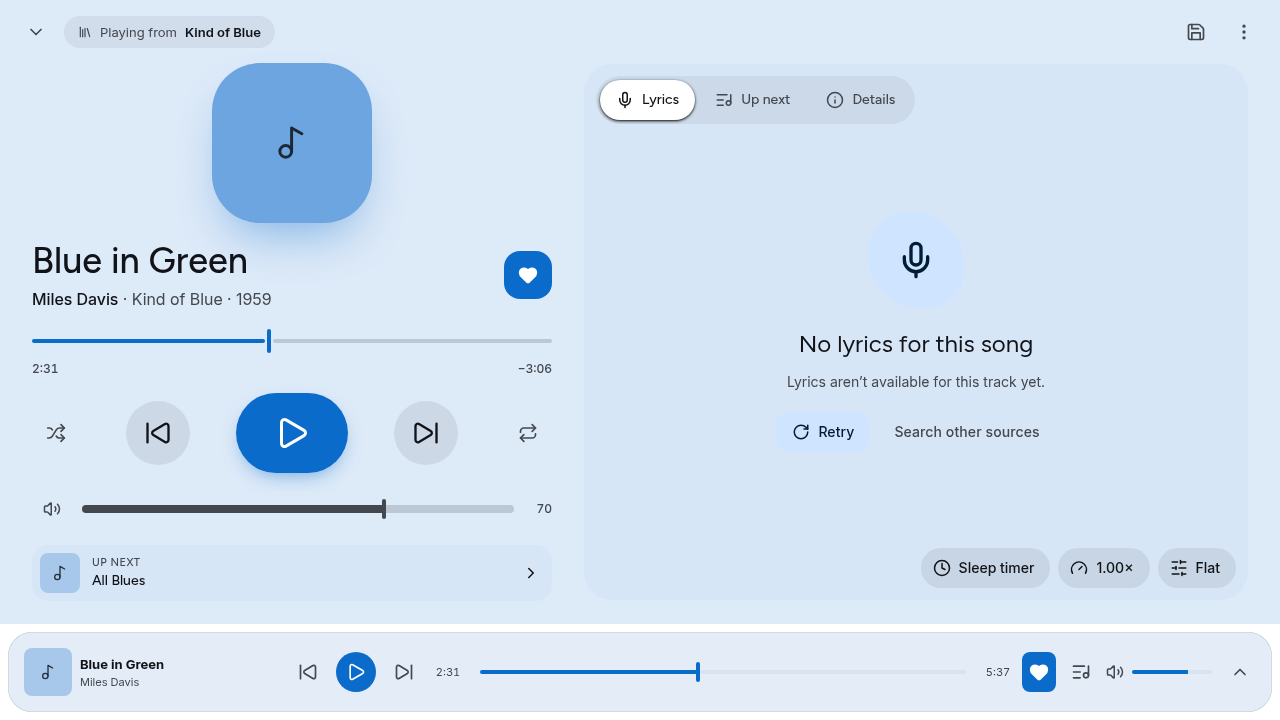 Playing from Kind of Blue
Blue in Green
Miles Davis · Kind of Blue · 1959
2:31
−3:06
70
UP NEXT
All Blues
Lyrics
Up next
Details
No lyrics for this song
Lyrics aren’t available for this track yet.
Retry
Search other sources
Sleep timer
1.00×
Flat
Blue in Green
Miles Davis
2:31
5:37